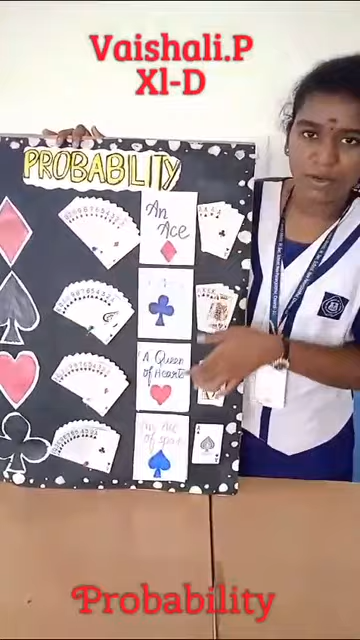 Vaishali.P
XI-D
PROBABILITY
An
Ace
A Queen
of Hearts
An Ace
of spade
Probability